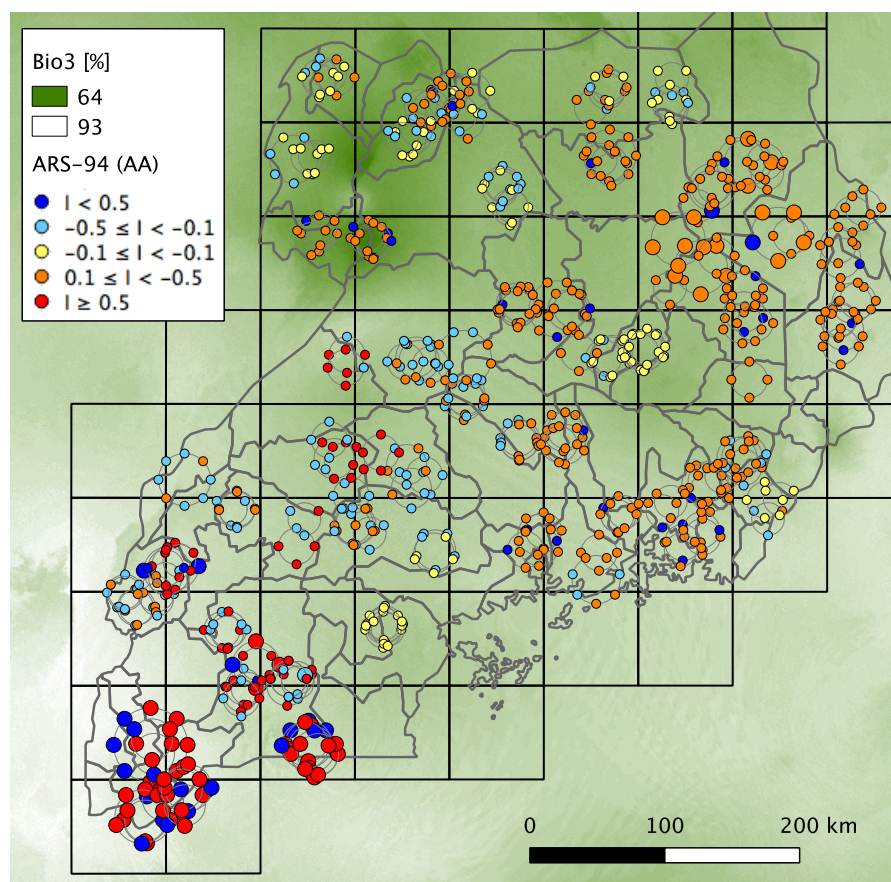 Bio3 [%]
64
93
ARS-94 (AA)
I < 0.5
-0.5 ≤ I < -0.1
-0.1 ≤ I < -0.1
0.1 ≤ I < -0.5
I ≥ 0.5
0 100 200 km